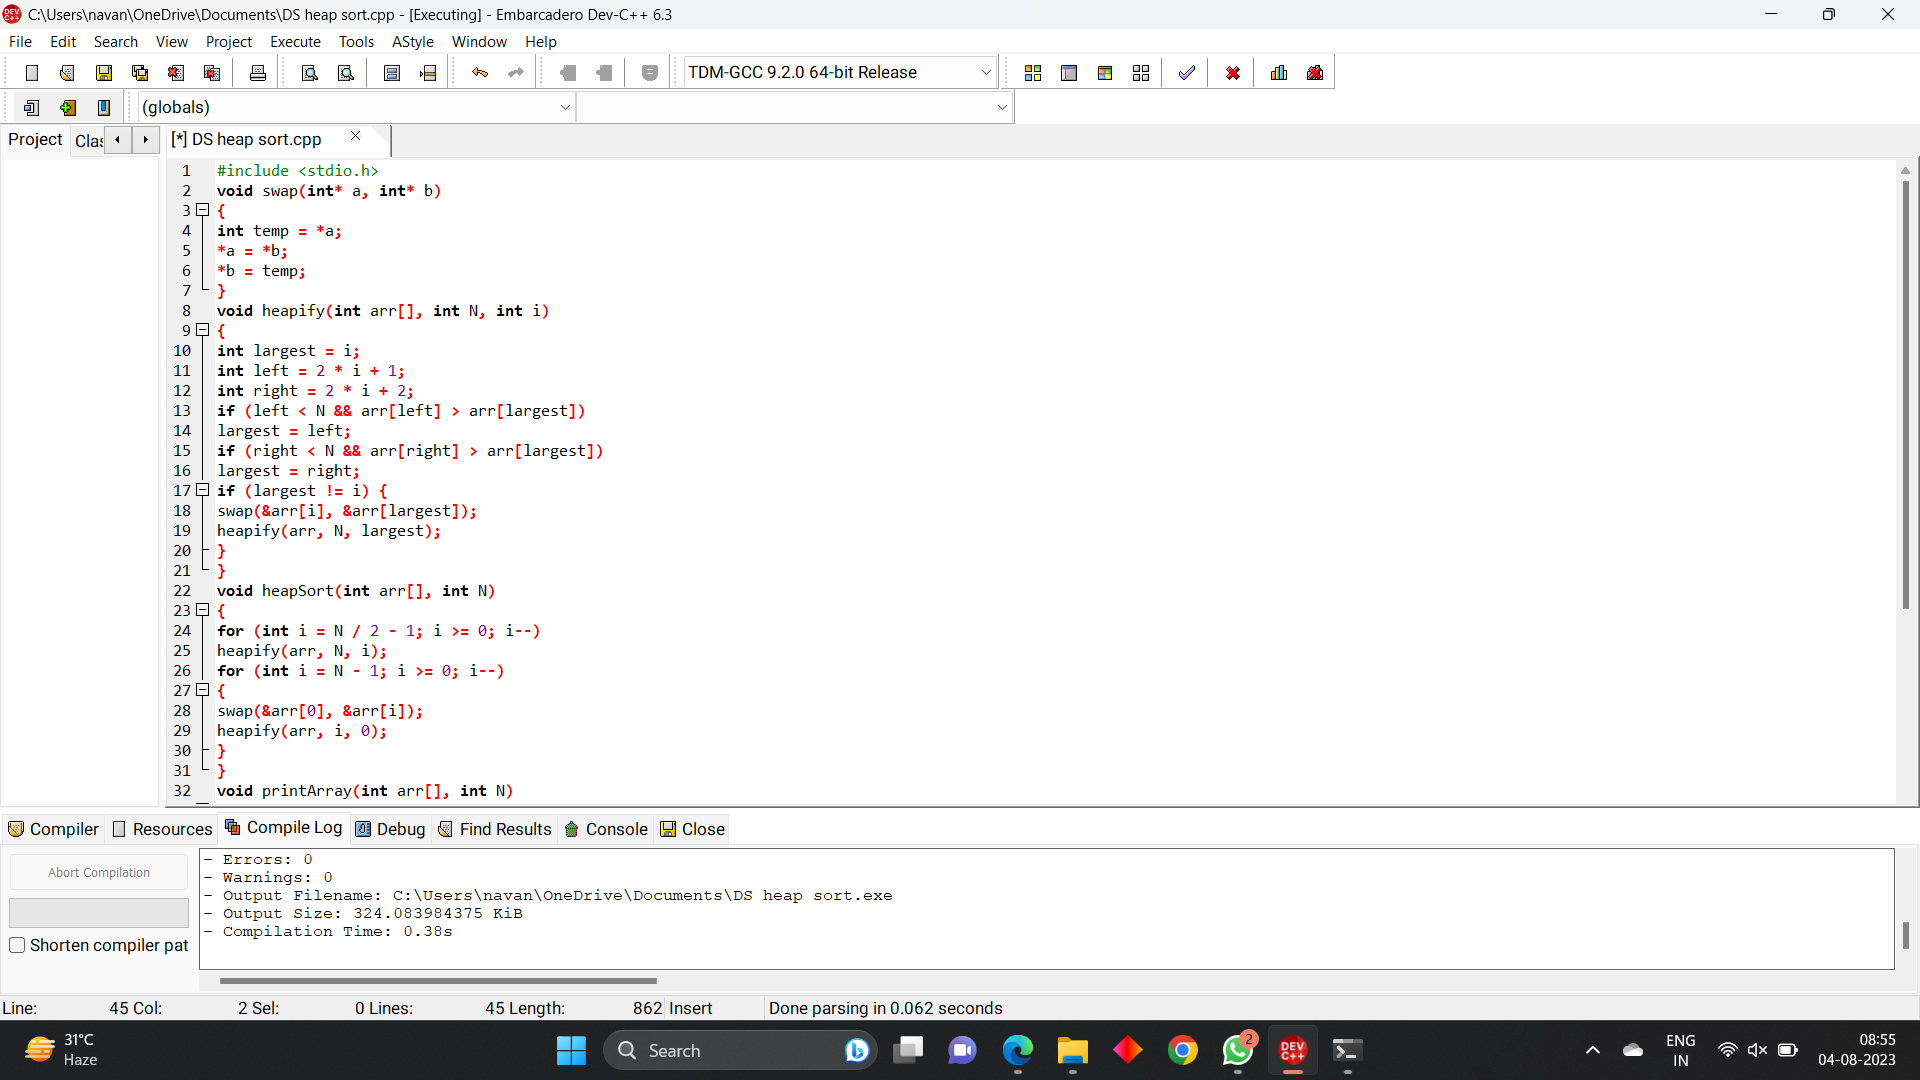 C:\Users\navan\OneDrive\Documents\DS heap sort.cpp - [Executing] - Embarcadero Dev-C++ 6.3
File Edit Search View Project Execute Tools AStyle Window Help
TDM-GCC 9.2.0 64-bit Release
(globals)
Project Clas [*] DS heap sort.cpp
1 #include <stdio.h>
2 void swap(int* a, int* b)
3 {
4 int temp = *a;
5 *a = *b;
6 *b = temp;
7 }
8 void heapify(int arr[], int N, int i)
9 {
10 int largest = i;
11 int left = 2 * i + 1;
12 int right = 2 * i + 2;
13 if (left < N && arr[left] > arr[largest])
14 largest = left;
15 if (right < N && arr[right] > arr[largest])
16 largest = right;
17 if (largest != i) {
18 swap(&arr[i], &arr[largest]);
19 heapify(arr, N, largest);
20 }
21 }
22 void heapSort(int arr[], int N)
23 {
24 for (int i = N / 2 - 1; i >= 0; i--)
25 heapify(arr, N, i);
26 for (int i = N - 1; i >= 0; i--)
27 {
28 swap(&arr[0], &arr[i]);
29 heapify(arr, i, 0);
30 }
31 }
32 void printArray(int arr[], int N)
Compiler Resources Compile Log Debug Find Results Console Close
Abort Compilation
Shorten compiler pat
- Errors: 0
- Warnings: 0
- Output Filename: C:\Users\navan\OneDrive\Documents\DS heap sort.exe
- Output Size: 324.083984375 KiB
- Compilation Time: 0.38s
Line: 45 Col: 2 Sel: 0 Lines: 45 Length: 862 Insert Done parsing in 0.062 seconds
31°C
Haze
Search
2
DEV
C++
ENG
IN
08:55
04-08-2023